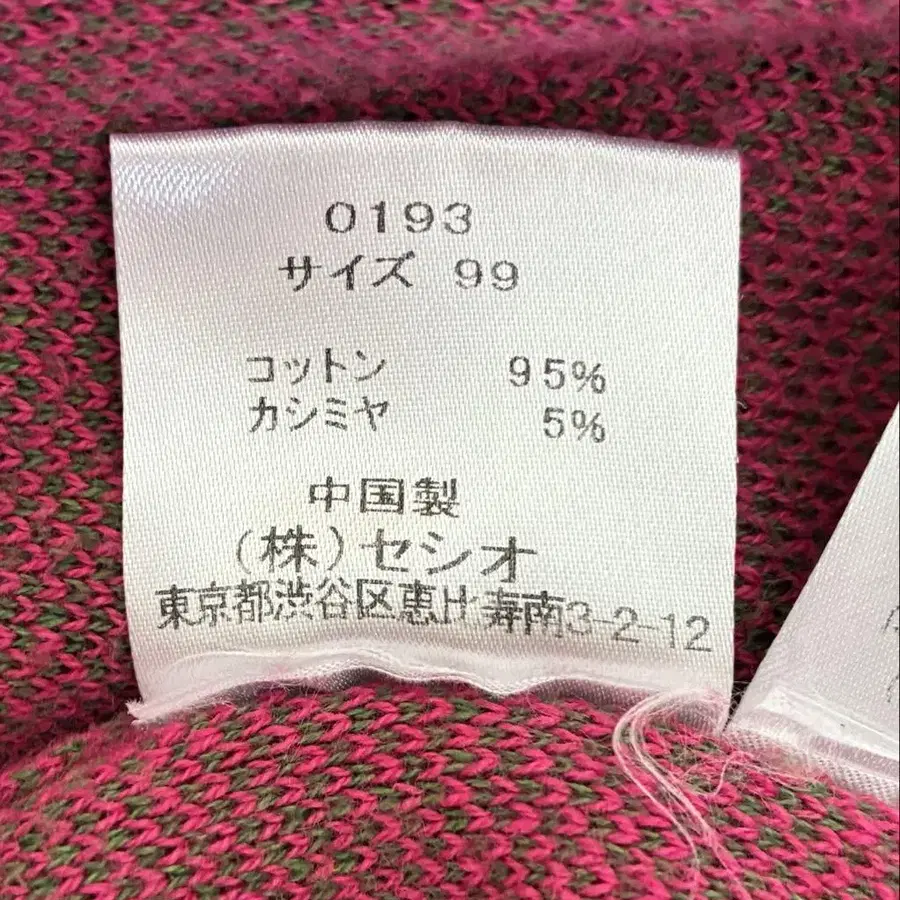 0193
サイズ 99
コットン 95%
カシミヤ 5%
中国製
(株)セシオ
東京都渋谷区恵比寿南3-2-12